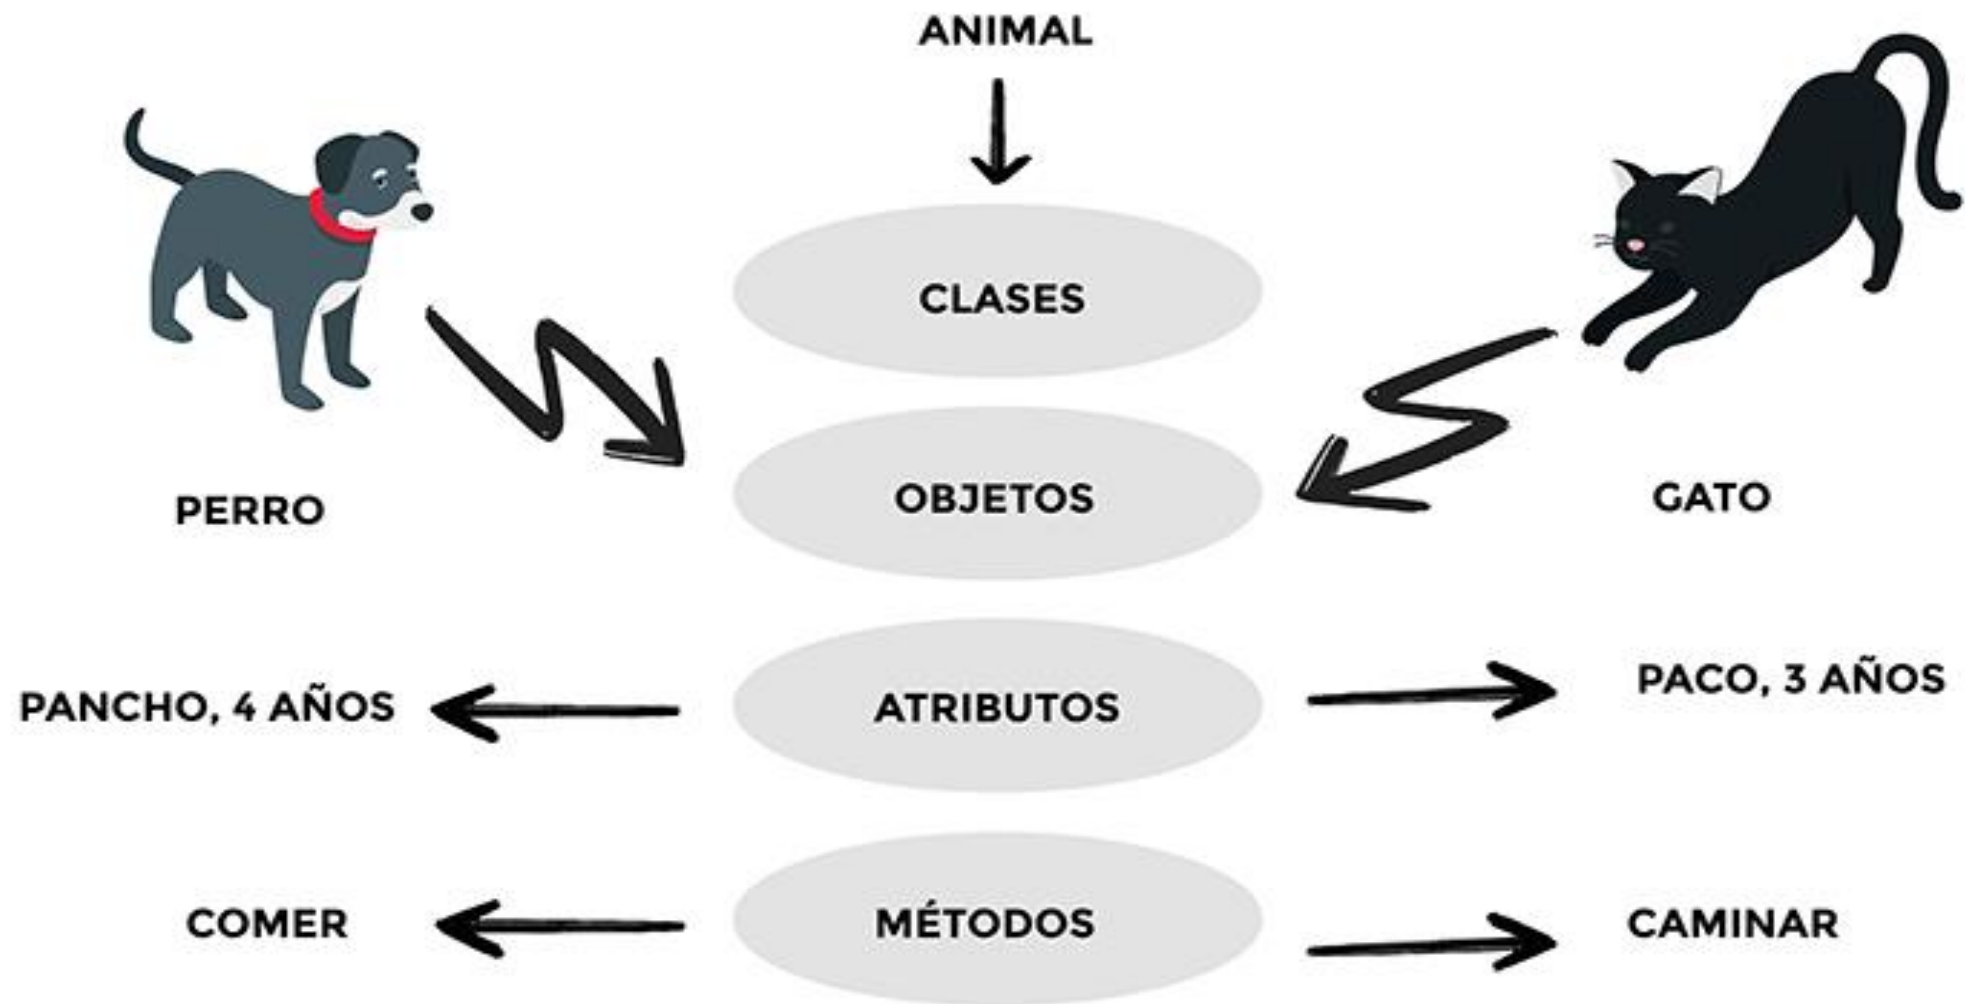 ANIMAL
CLASES
OBJETOS
PERRO
GATO
PANCHO, 4 AÑOS
ATRIBUTOS
PACO, 3 AÑOS
COMER
MÉTODOS
CAMINAR